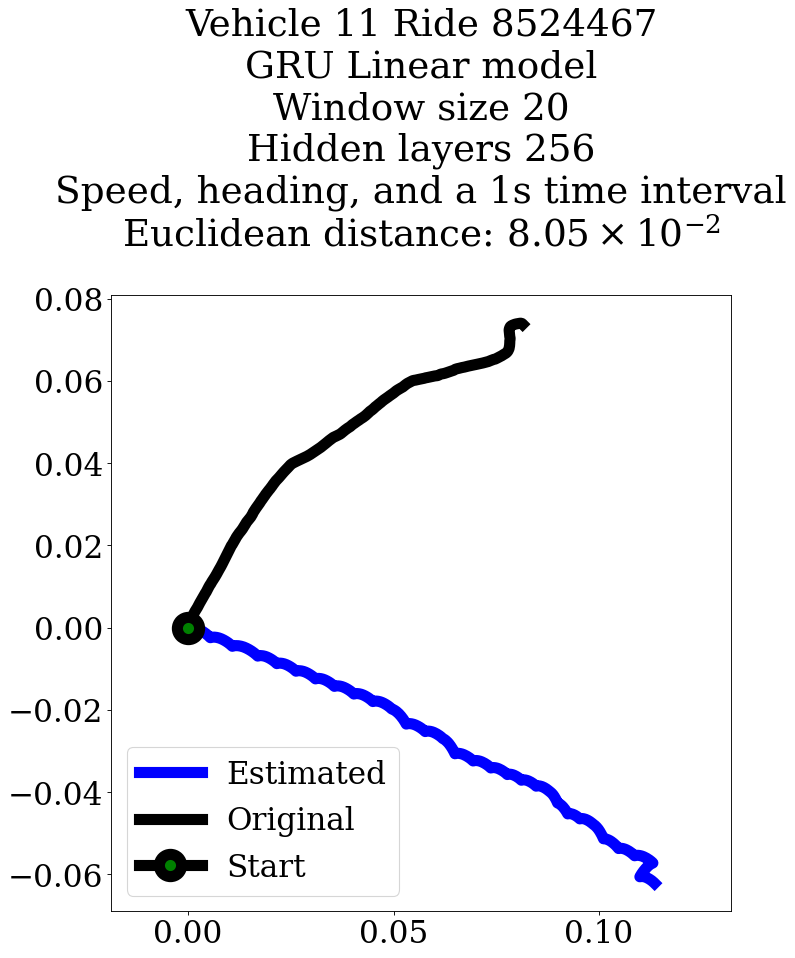 Vehicle 11 Ride 8524467
GRU Linear model
Window size 20
Hidden layers 256
Speed, heading, and a 1s time interval
Euclidean distance: 8.05 × 10⁻²
0.08
0.06
0.04
0.02
0.00
−0.02
−0.04
−0.06
Estimated
Original
Start
0.00
0.05
0.10